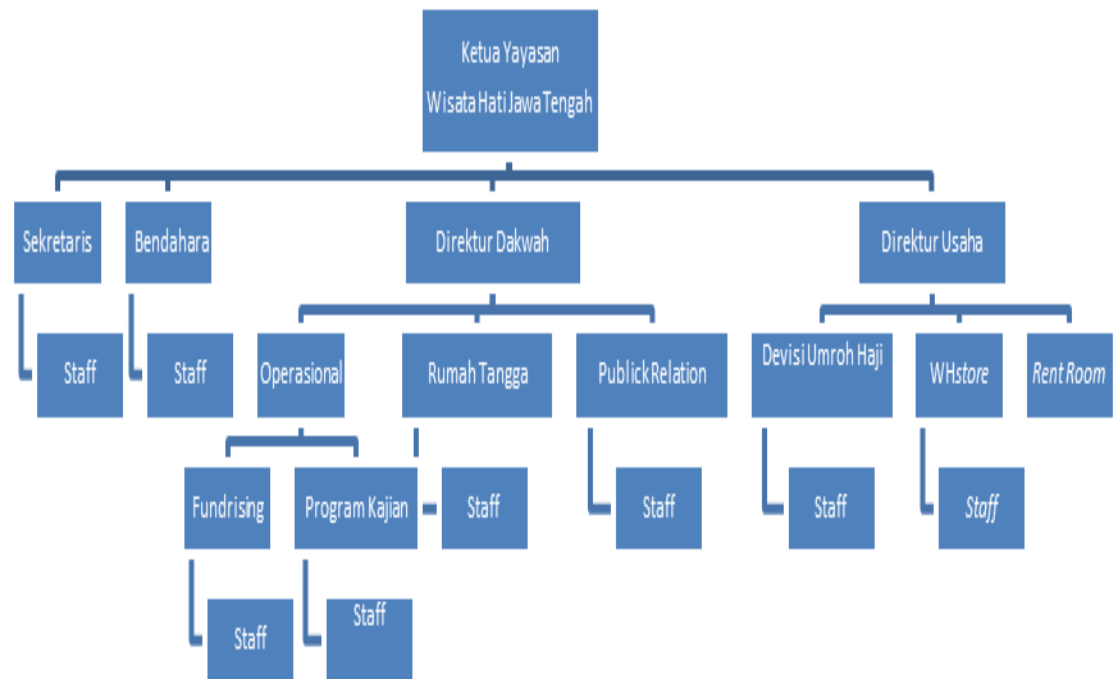 Ketua Yayasan
Wisata Hati Jawa Tengah
Sekretaris
Bendahara
Direktur Dakwah
Direktur Usaha
Staff
Staff
Operasional
Rumah Tangga
Publick Relation
Devisi Umroh Haji
WHstore
Rent Room
Fundrising
Program Kajian
Staff
Staff
Staff
Staff
Staff
Staff